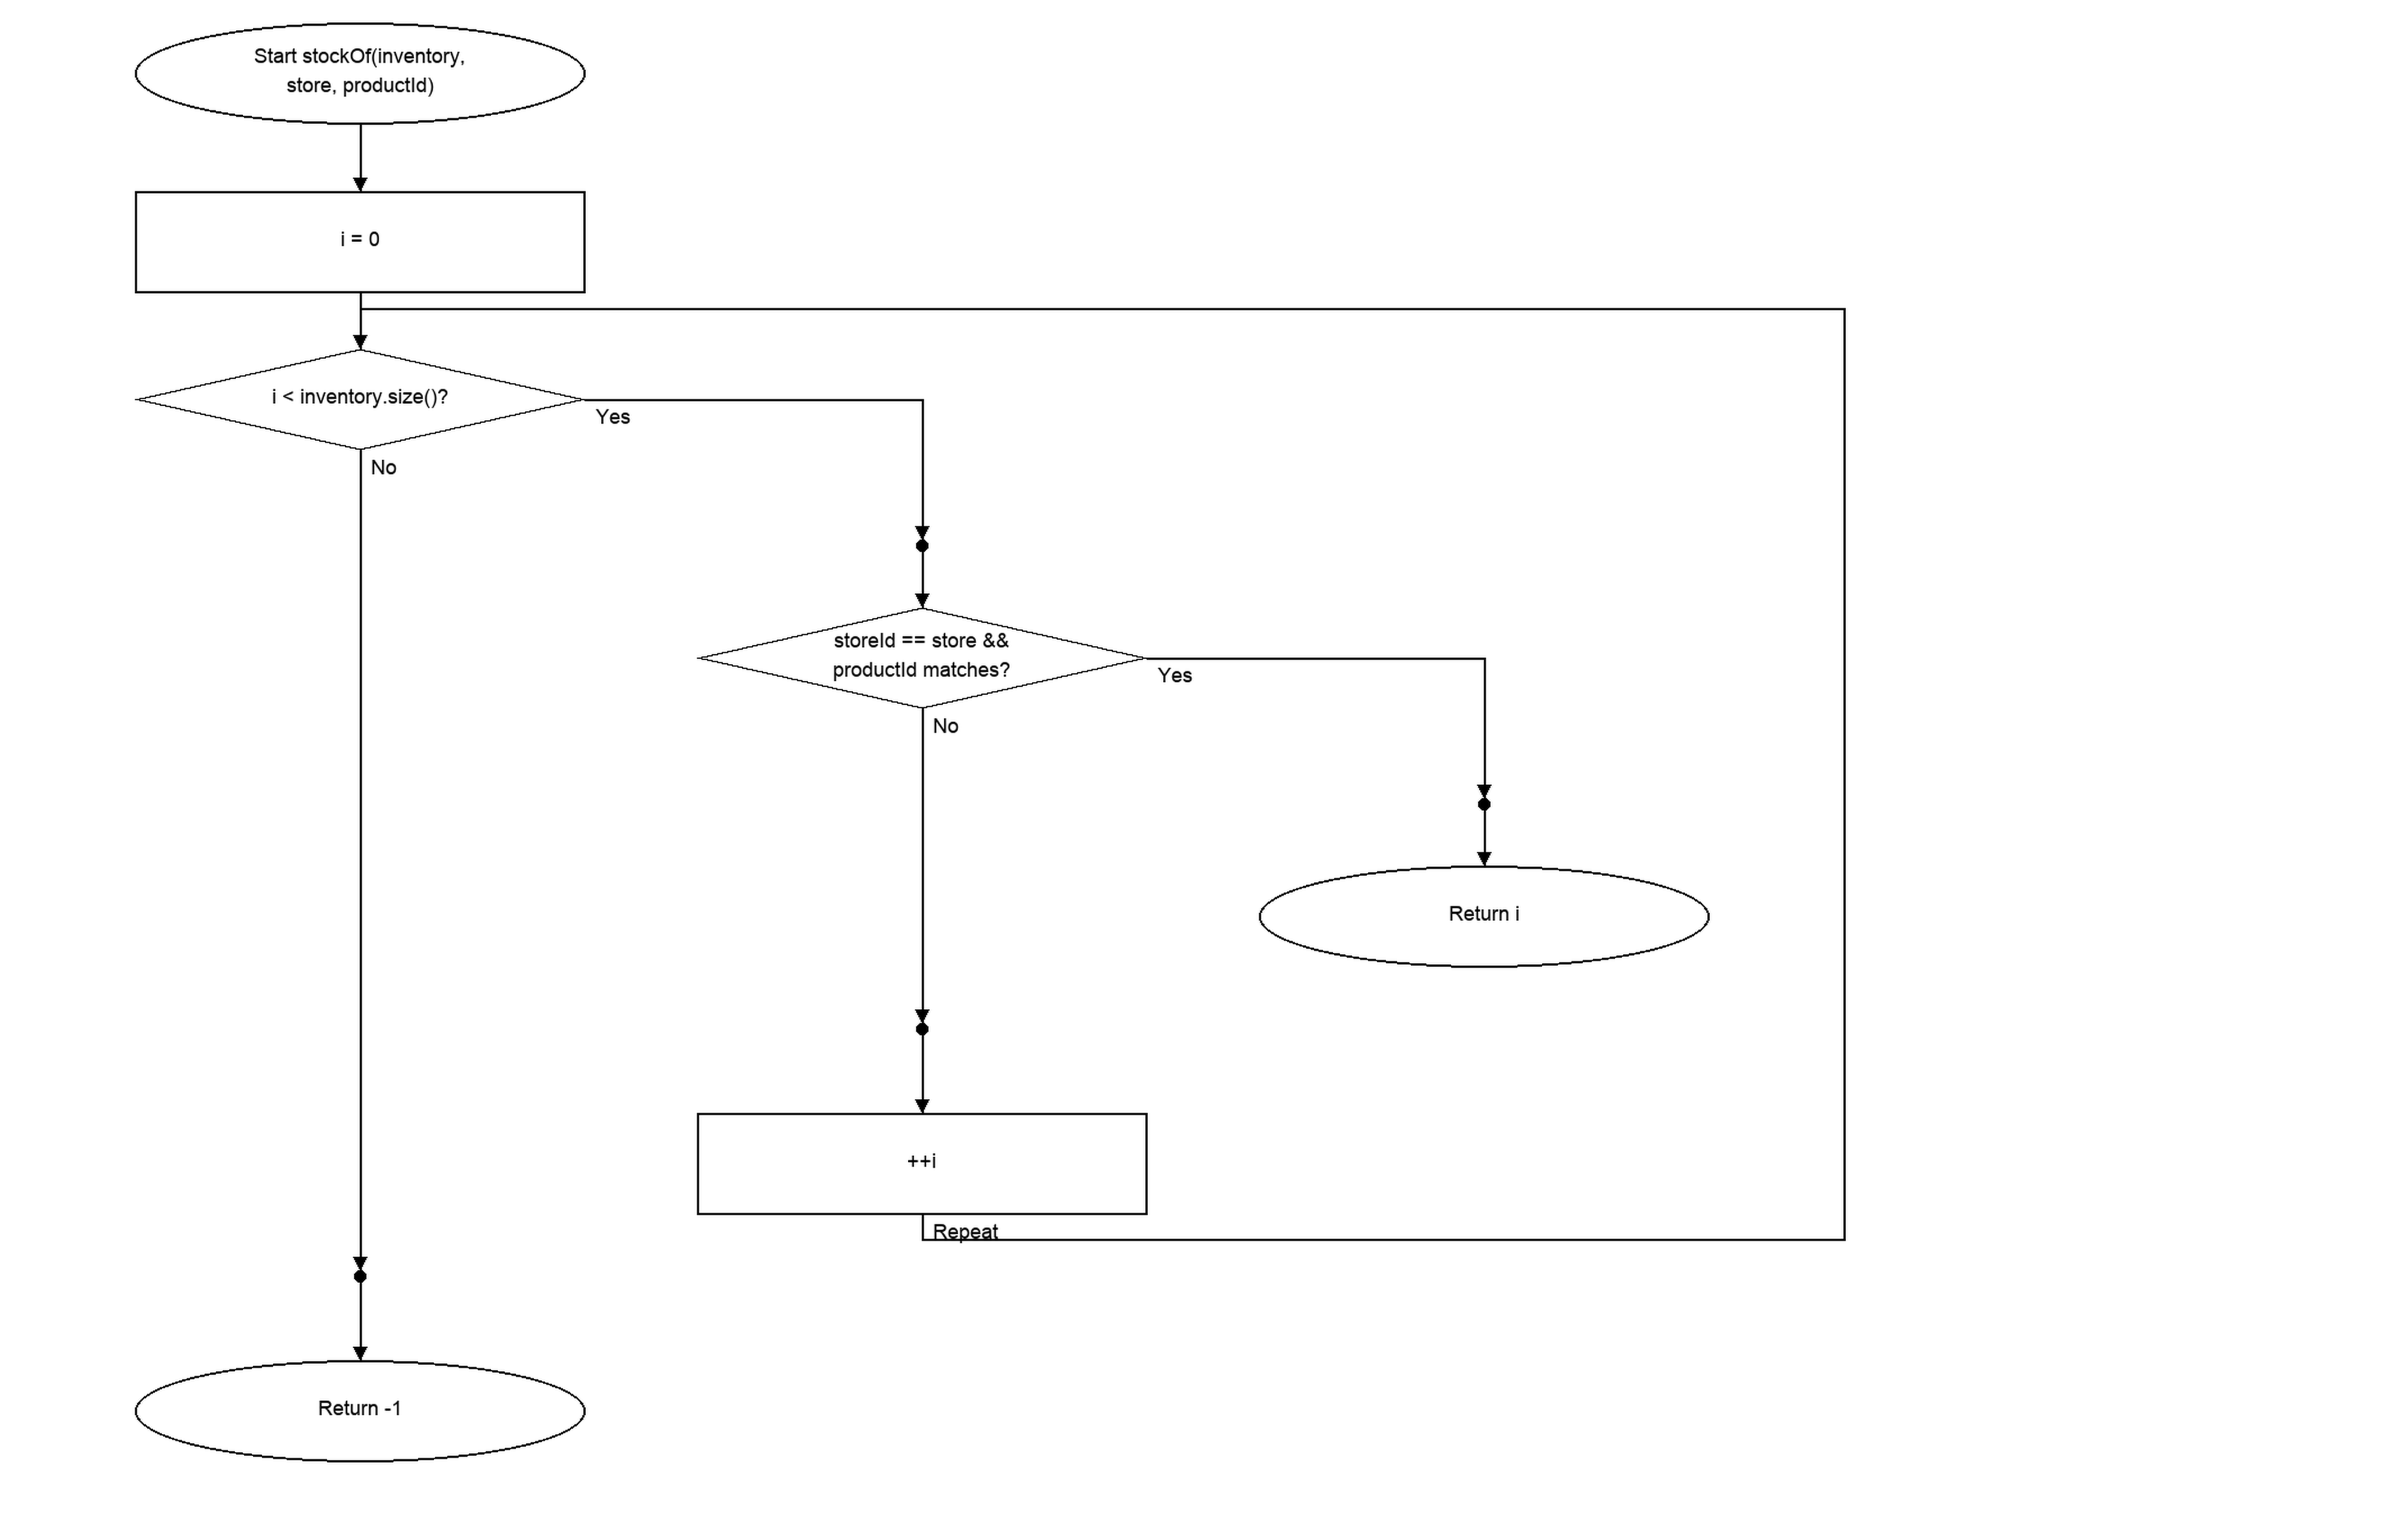 Start stockOf(inventory,
store, productId)
i = 0
i < inventory.size()?
Yes
No
storeId == store &&
productId matches?
Yes
No
Return i
++i
Repeat
Return -1